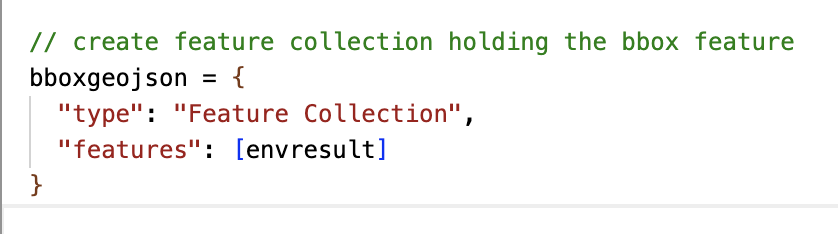 // create feature collection holding the bbox feature
bboxgeojson = {
"type": "Feature Collection",
"features": [envresult]
}